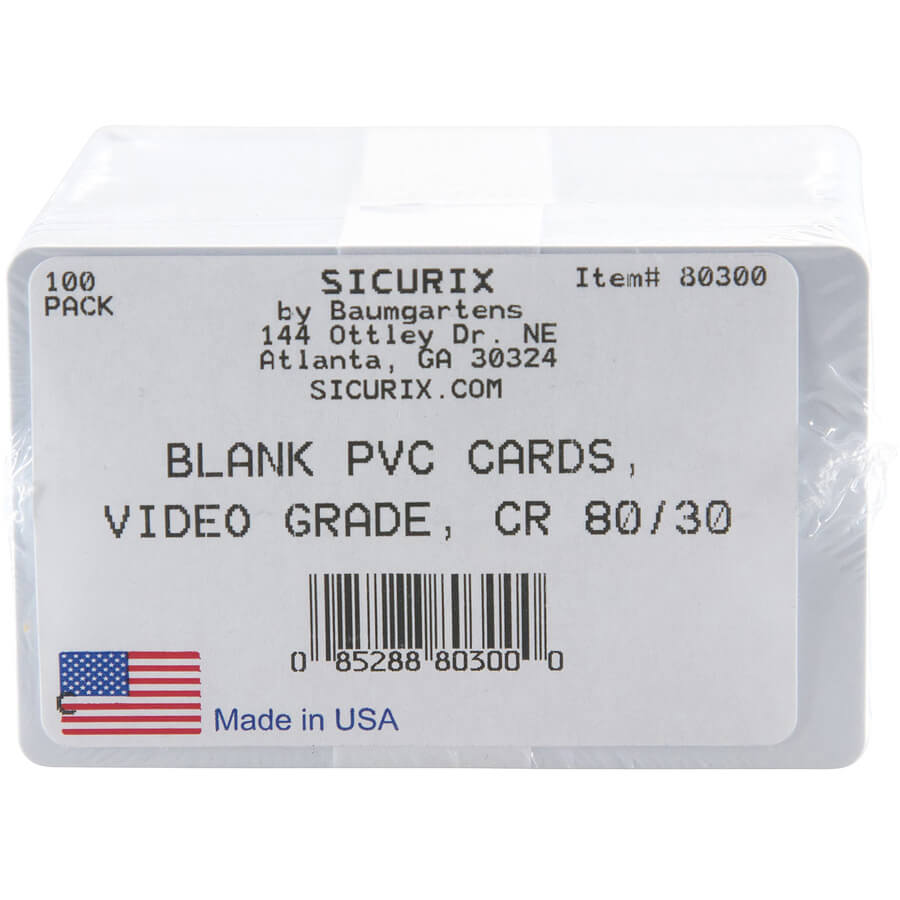 100
PACK
SICURIX
Item# 80300
by Baumgartens
144 Ottley Dr. NE
Atlanta, GA 30324
SICURIX.COM
BLANK PVC CARDS,
VIDEO GRADE, CR 80/30
0 85288 80300 0
Made in USA